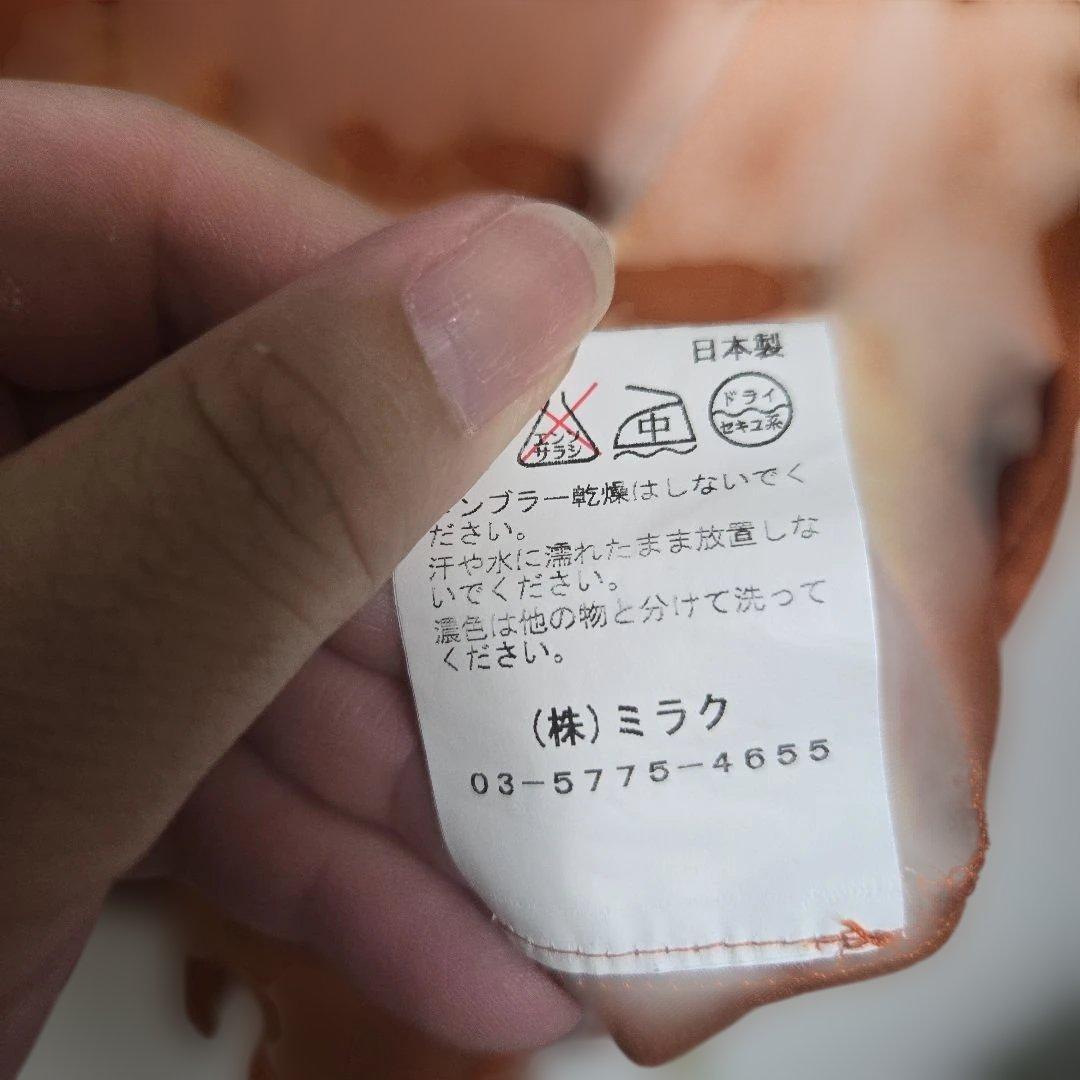 日本製
エンソ
サラシ
中
ドライ
セキユ系
ンブラー乾燥はしないでく
ださい。
汗や水に濡れたまま放置しな
いでください。
濃色は他の物と分けて洗って
ください。
(株)ミラク
03-5775-4655